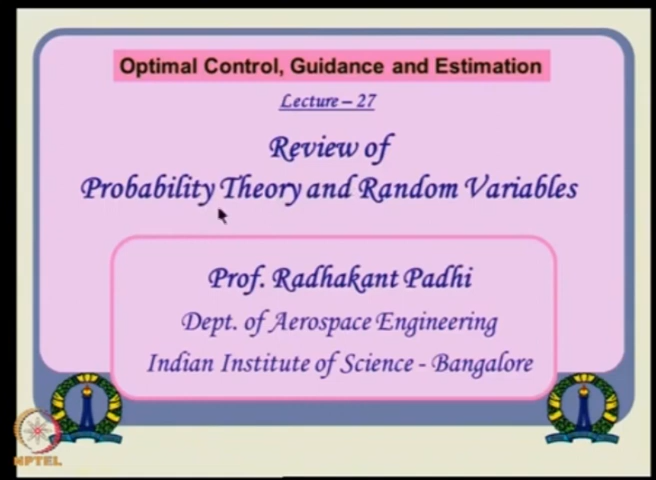 Optimal Control, Guidance and Estimation
Lecture – 27
Review of
Probability Theory and Random Variables
Prof. Radhakant Padhi
Dept. of Aerospace Engineering
Indian Institute of Science - Bangalore
NPTEL